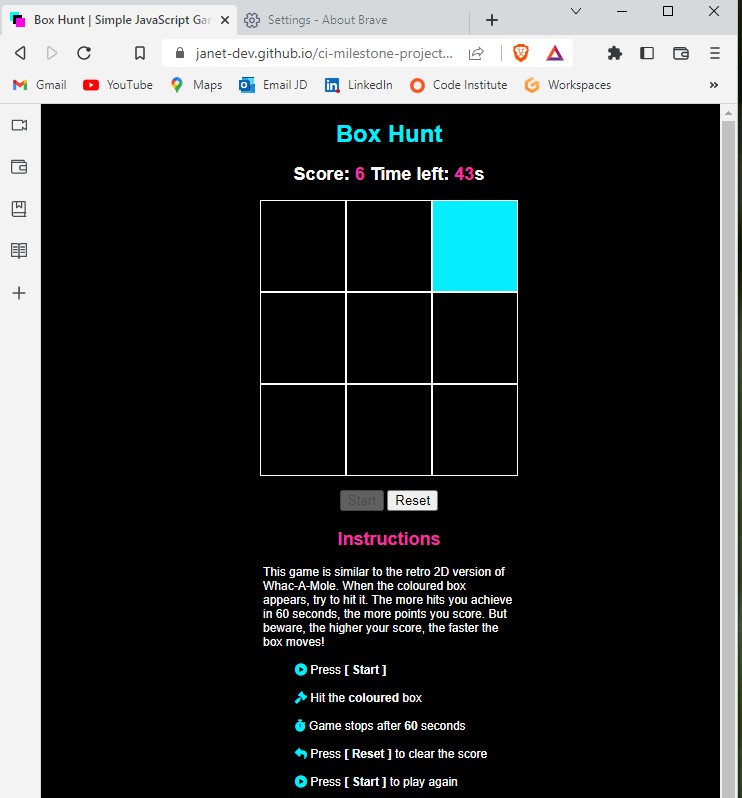 Box Hunt | Simple JavaScript Gar
Settings - About Brave
janet-dev.github.io/ci-milestone-project...
Gmail
YouTube
Maps
Email JD
LinkedIn
Code Institute
Workspaces
»
Box Hunt
Score: 6 Time left: 43s
Start Reset
Instructions
This game is similar to the retro 2D version of
Whac-A-Mole. When the coloured box
appears, try to hit it. The more hits you achieve
in 60 seconds, the more points you score. But
beware, the higher your score, the faster the
box moves!
Press [ Start ]
Hit the coloured box
Game stops after 60 seconds
Press [ Reset ] to clear the score
Press [ Start ] to play again